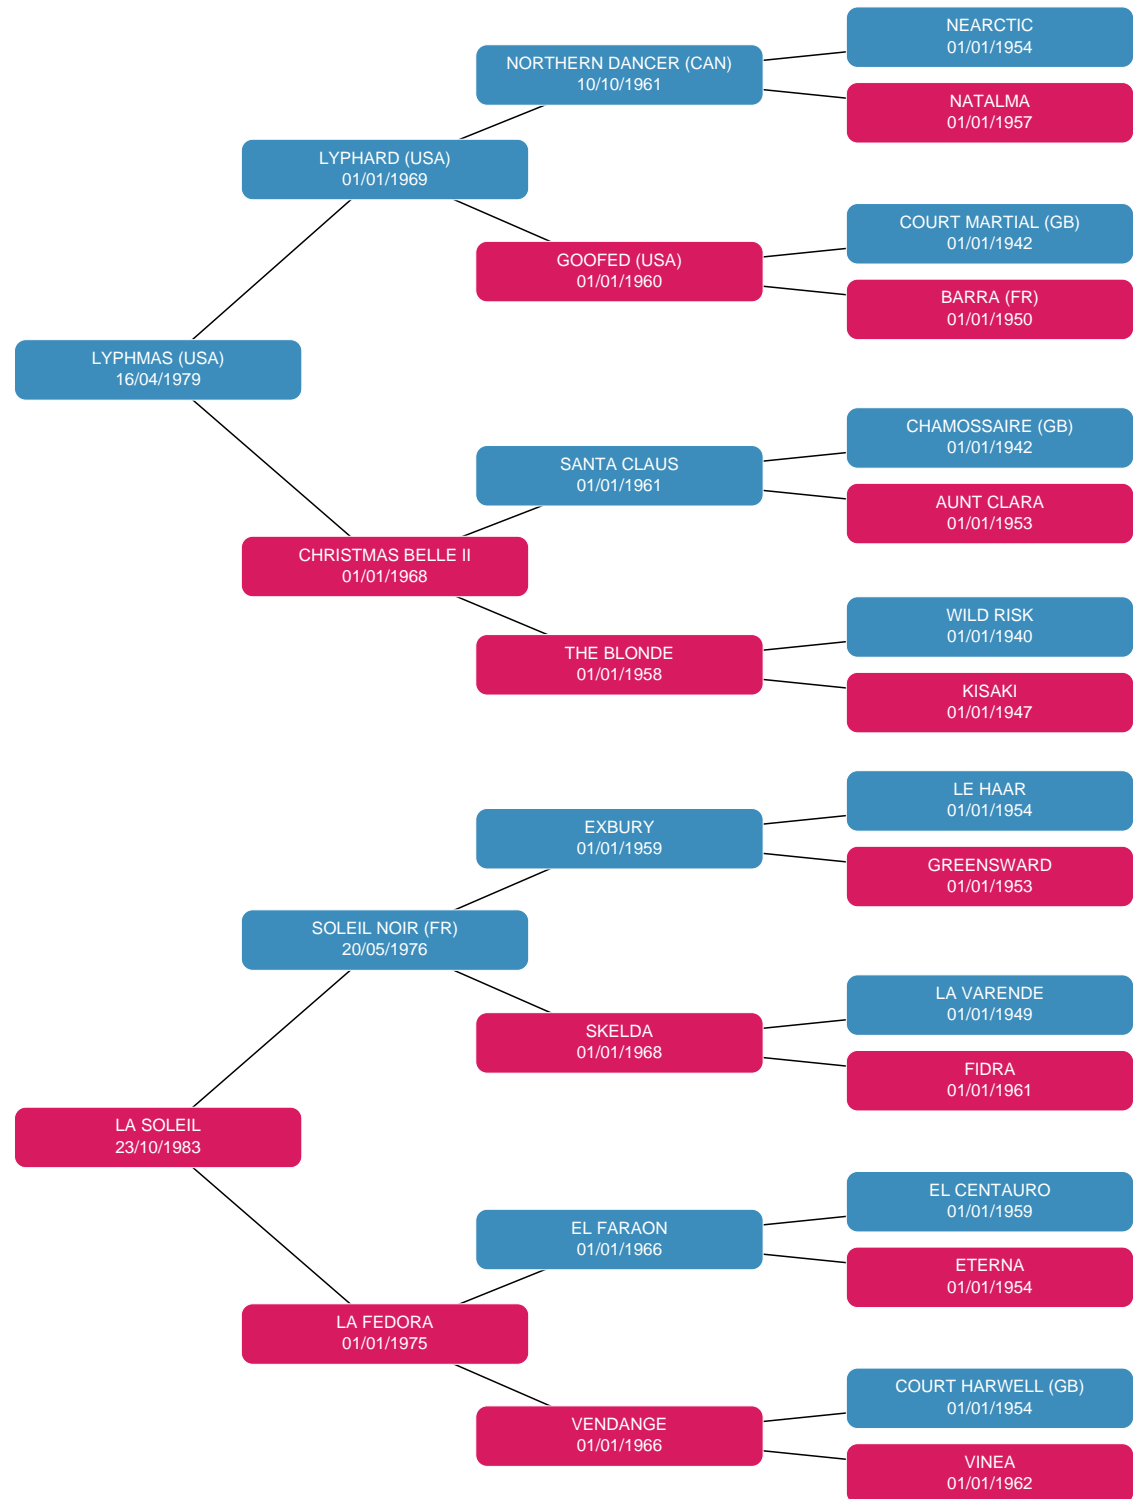 NEARCTIC
01/01/1954
NORTHERN DANCER (CAN)
10/10/1961
NATALMA
01/01/1957
LYPHARD (USA)
01/01/1969
COURT MARTIAL (GB)
01/01/1942
GOOFED (USA)
01/01/1960
BARRA (FR)
01/01/1950
LYPHMAS (USA)
16/04/1979
CHAMOSSAIRE (GB)
01/01/1942
SANTA CLAUS
01/01/1961
AUNT CLARA
01/01/1953
CHRISTMAS BELLE II
01/01/1968
WILD RISK
01/01/1940
THE BLONDE
01/01/1958
KISAKI
01/01/1947
LE HAAR
01/01/1954
EXBURY
01/01/1959
GREENSWARD
01/01/1953
SOLEIL NOIR (FR)
20/05/1976
LA VARENDE
01/01/1949
SKELDA
01/01/1968
FIDRA
01/01/1961
LA SOLEIL
23/10/1983
EL CENTAURO
01/01/1959
EL FARAON
01/01/1966
ETERNA
01/01/1954
LA FEDORA
01/01/1975
COURT HARWELL (GB)
01/01/1954
VENDANGE
01/01/1966
VINEA
01/01/1962